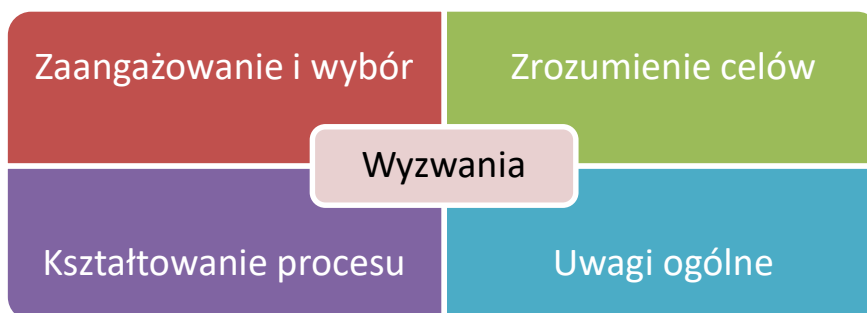 Zaangażowanie i wybór
Zrozumienie celów
Wyzwania
Kształtowanie procesu
Uwagi ogólne